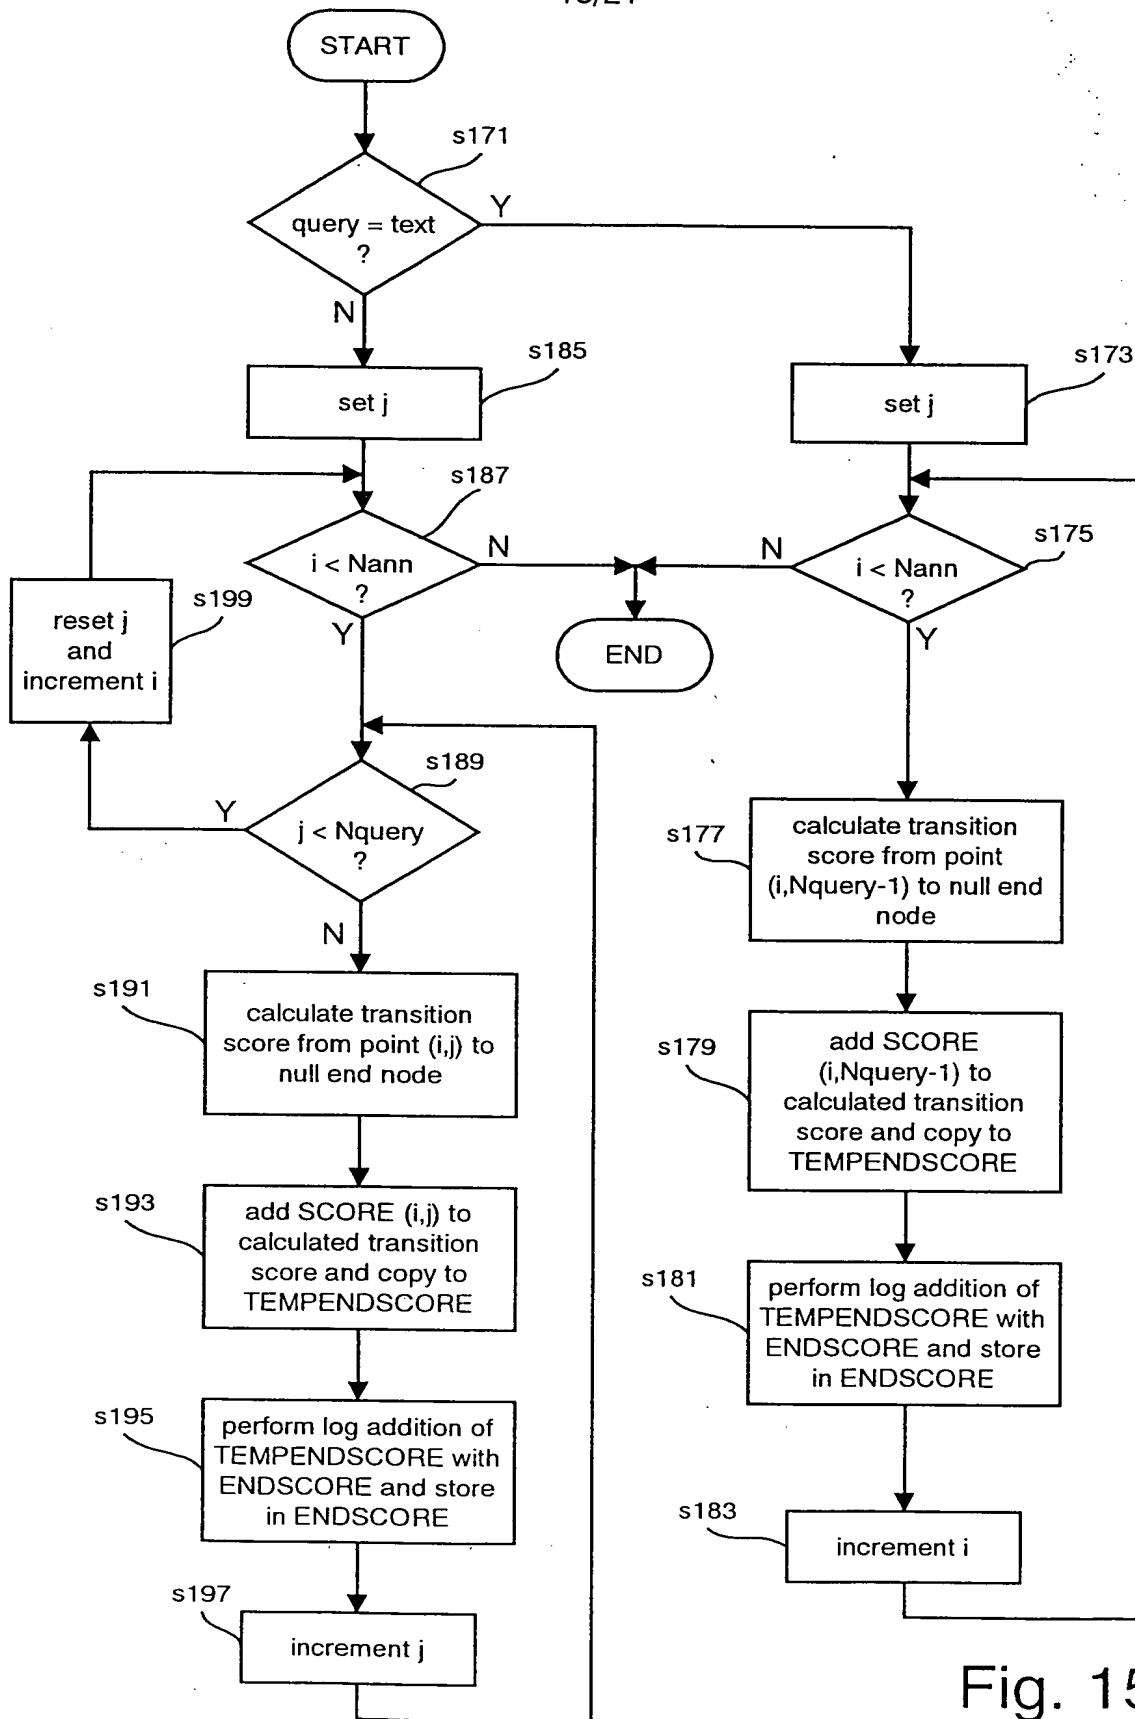 START
s171
query = text
?
Y
N
s185
set j
s173
set j
s187
i < Nann
?
N
Y
s175
i < Nann
?
N
Y
END
s199
reset j
and
increment i
s189
j < Nquery
?
Y
N
s177
calculate transition
score from point
(i,Nquery-1) to null end
node
s191
calculate transition
score from point (i,j) to
null end node
s179
add SCORE
(i,Nquery-1) to
calculated transition
score and copy to
TEMPENDSCORE
s193
add SCORE (i,j) to
calculated transition
score and copy to
TEMPENDSCORE
s181
perform log addition of
TEMPENDSCORE with
ENDSCORE and store
in ENDSCORE
s195
perform log addition of
TEMPENDSCORE with
ENDSCORE and store
in ENDSCORE
s183
increment i
s197
increment j
Fig. 15